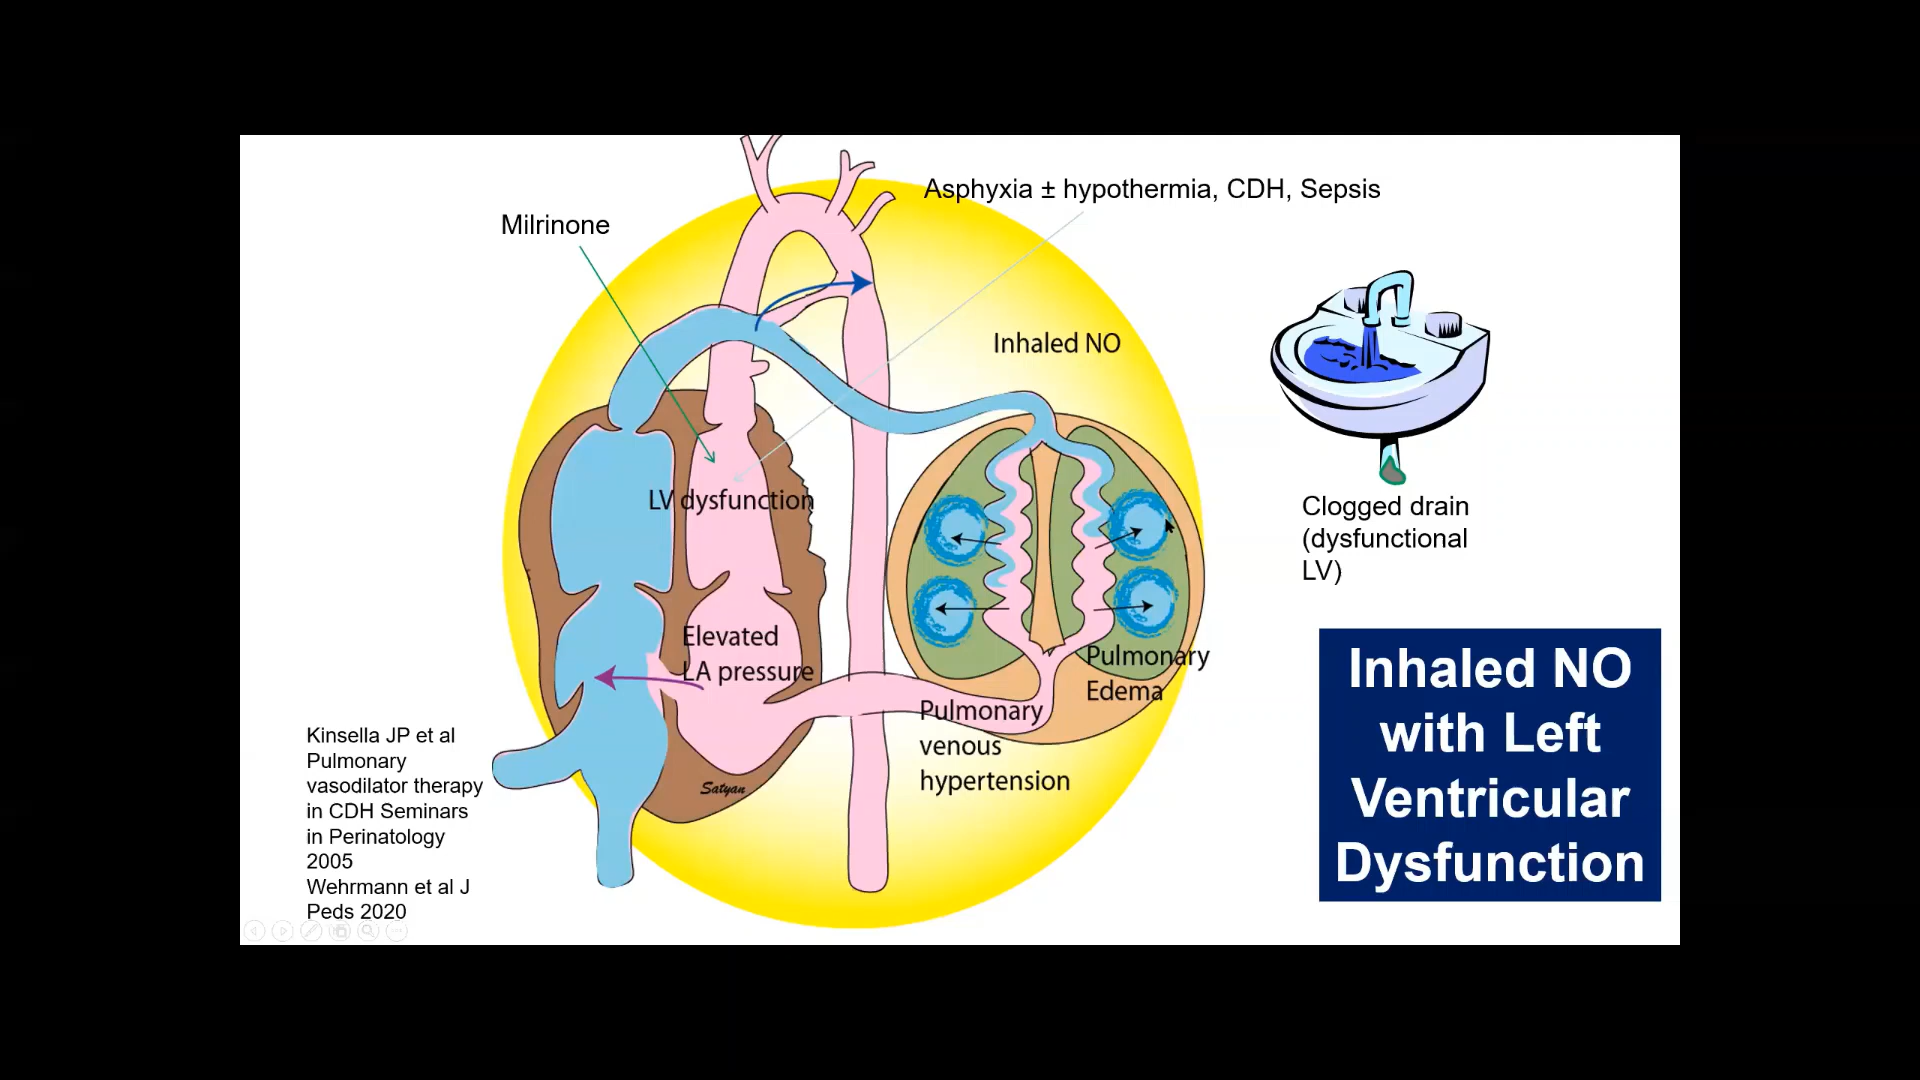 Asphyxia ± hypothermia, CDH, Sepsis
Milrinone
Inhaled NO
LV dysfunction
Clogged drain
(dysfunctional
LV)
Elevated
LA pressure
Pulmonary
Edema
Pulmonary
venous
hypertension
Satyan
Kinsella JP et al
Pulmonary
vasodilator therapy
in CDH Seminars
in Perinatology
2005
Wehrmann et al J
Peds 2020
Inhaled NO
with Left
Ventricular
Dysfunction